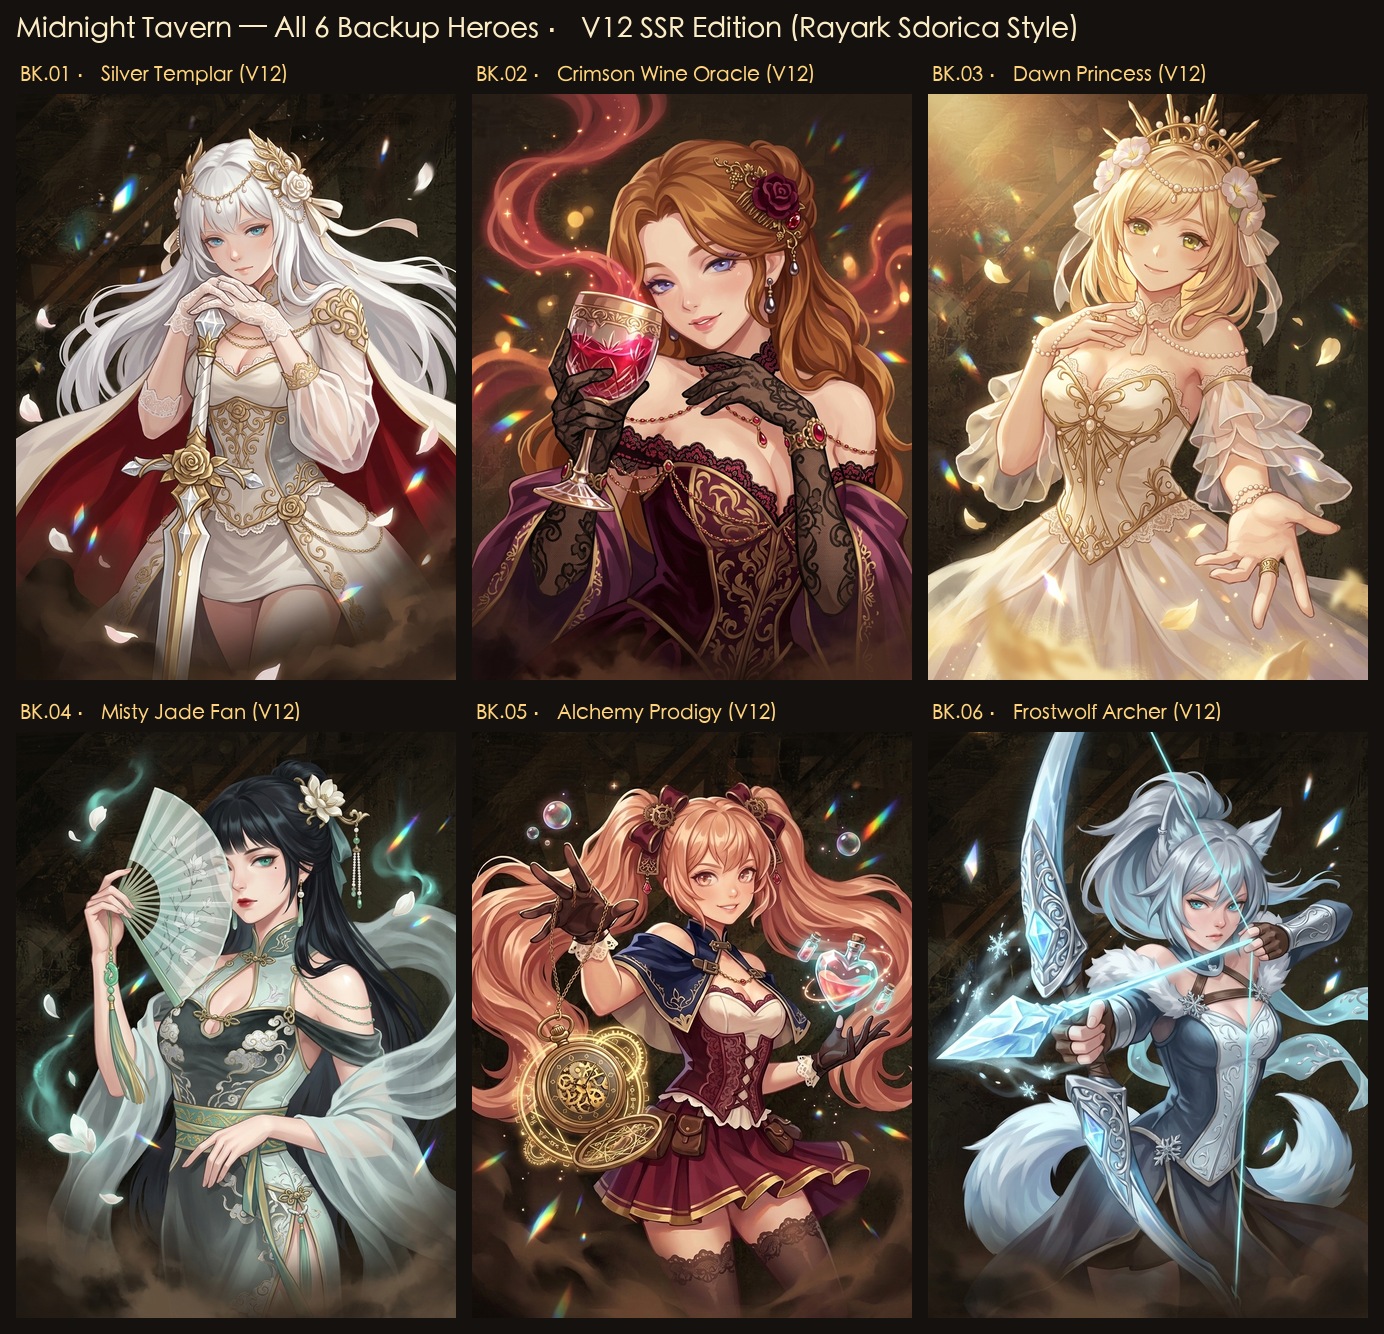 Midnight Tavern — All 6 Backup Heroes · V12 SSR Edition (Rayark Sdorica Style)
BK.01 · Silver Templar (V12)
BK.02 · Crimson Wine Oracle (V12)
BK.03 · Dawn Princess (V12)
BK.04 · Misty Jade Fan (V12)
BK.05 · Alchemy Prodigy (V12)
BK.06 · Frostwolf Archer (V12)